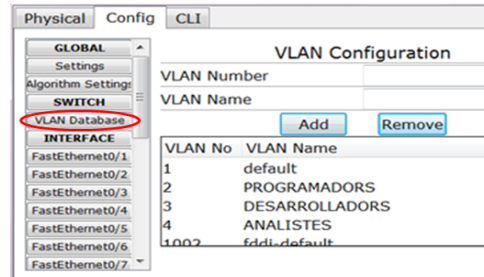 Physical Config CLI
GLOBAL
Settings
Algorithm Settings
SWITCH
VLAN Database
INTERFACE
FastEthernet0/1
FastEthernet0/2
FastEthernet0/3
FastEthernet0/4
FastEthernet0/5
FastEthernet0/6
FastEthernet0/7
VLAN Configuration
VLAN Number
VLAN Name
Add Remove
VLAN No VLAN Name
1 default
2 PROGRAMADORS
3 DESARROLLADORS
4 ANALISTES
1002 fddi-default